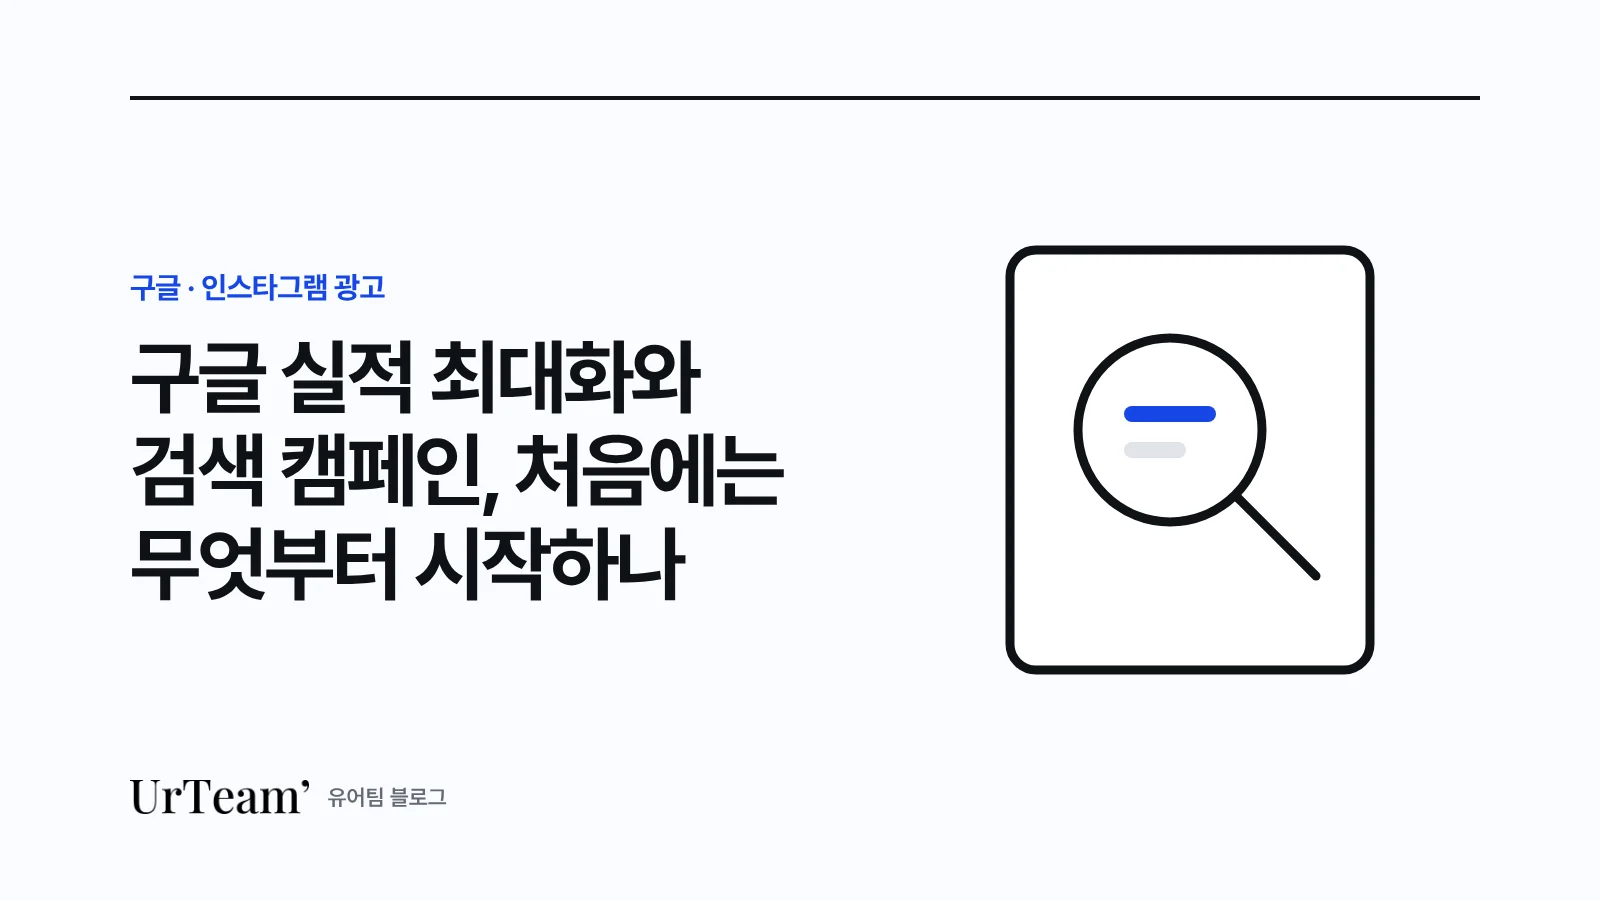 구글 · 인스타그램 광고
구글 실적 최대화와
검색 캠페인, 처음에는
무엇부터 시작하나
UrTeam’ 유어팀 블로그